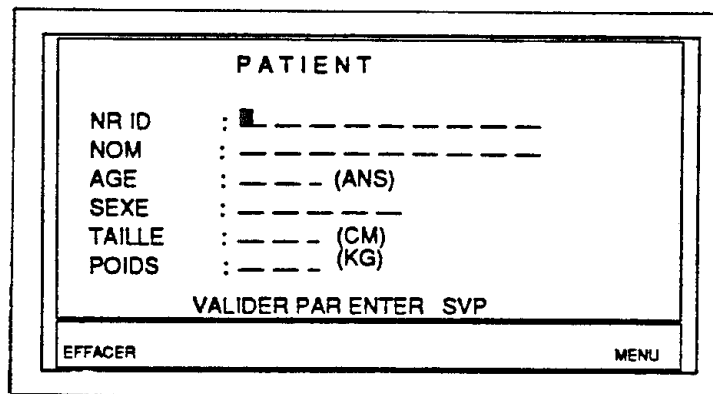 PATIENT
NR ID : _ _ _ _ _ _ _ _ _
NOM : _ _ _ _ _ _ _ _ _
AGE : _ _ _ (ANS)
SEXE : _ _ _ _ _
TAILLE : _ _ _ (CM)
POIDS : _ _ _ (KG)
VALIDER PAR ENTER SVP
EFFACER MENU